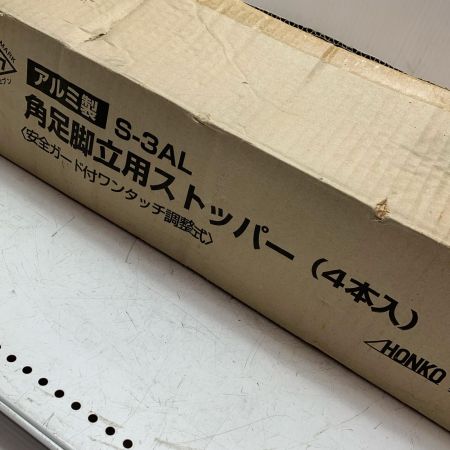 MARK
アルミ製 S-3AL
角足脚立用ストッパー（4本入）
〈安全ガード付ワンタッチ調整式〉
HONKO